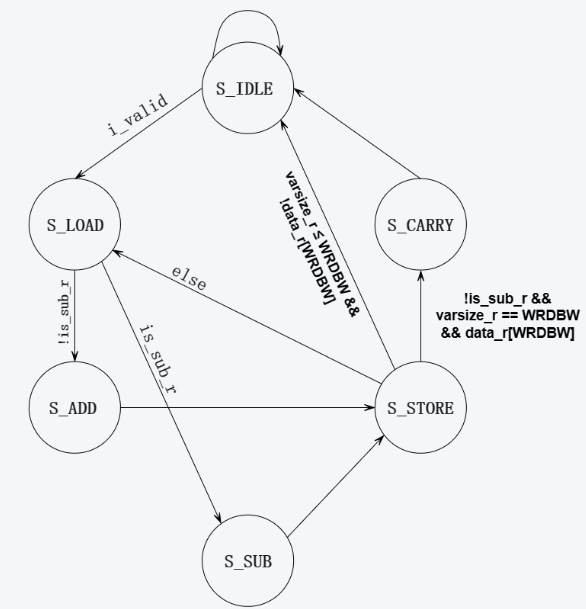 S_IDLE
i_valid
S_LOAD
S_CARRY
varsize_r ≤ WRDBW &&
!data_r[WRDBW]
else
!is_sub_r
is_sub_r
!is_sub_r &&
varsize_r == WRDBW
&& data_r[WRDBW]
S_ADD
S_STORE
S_SUB